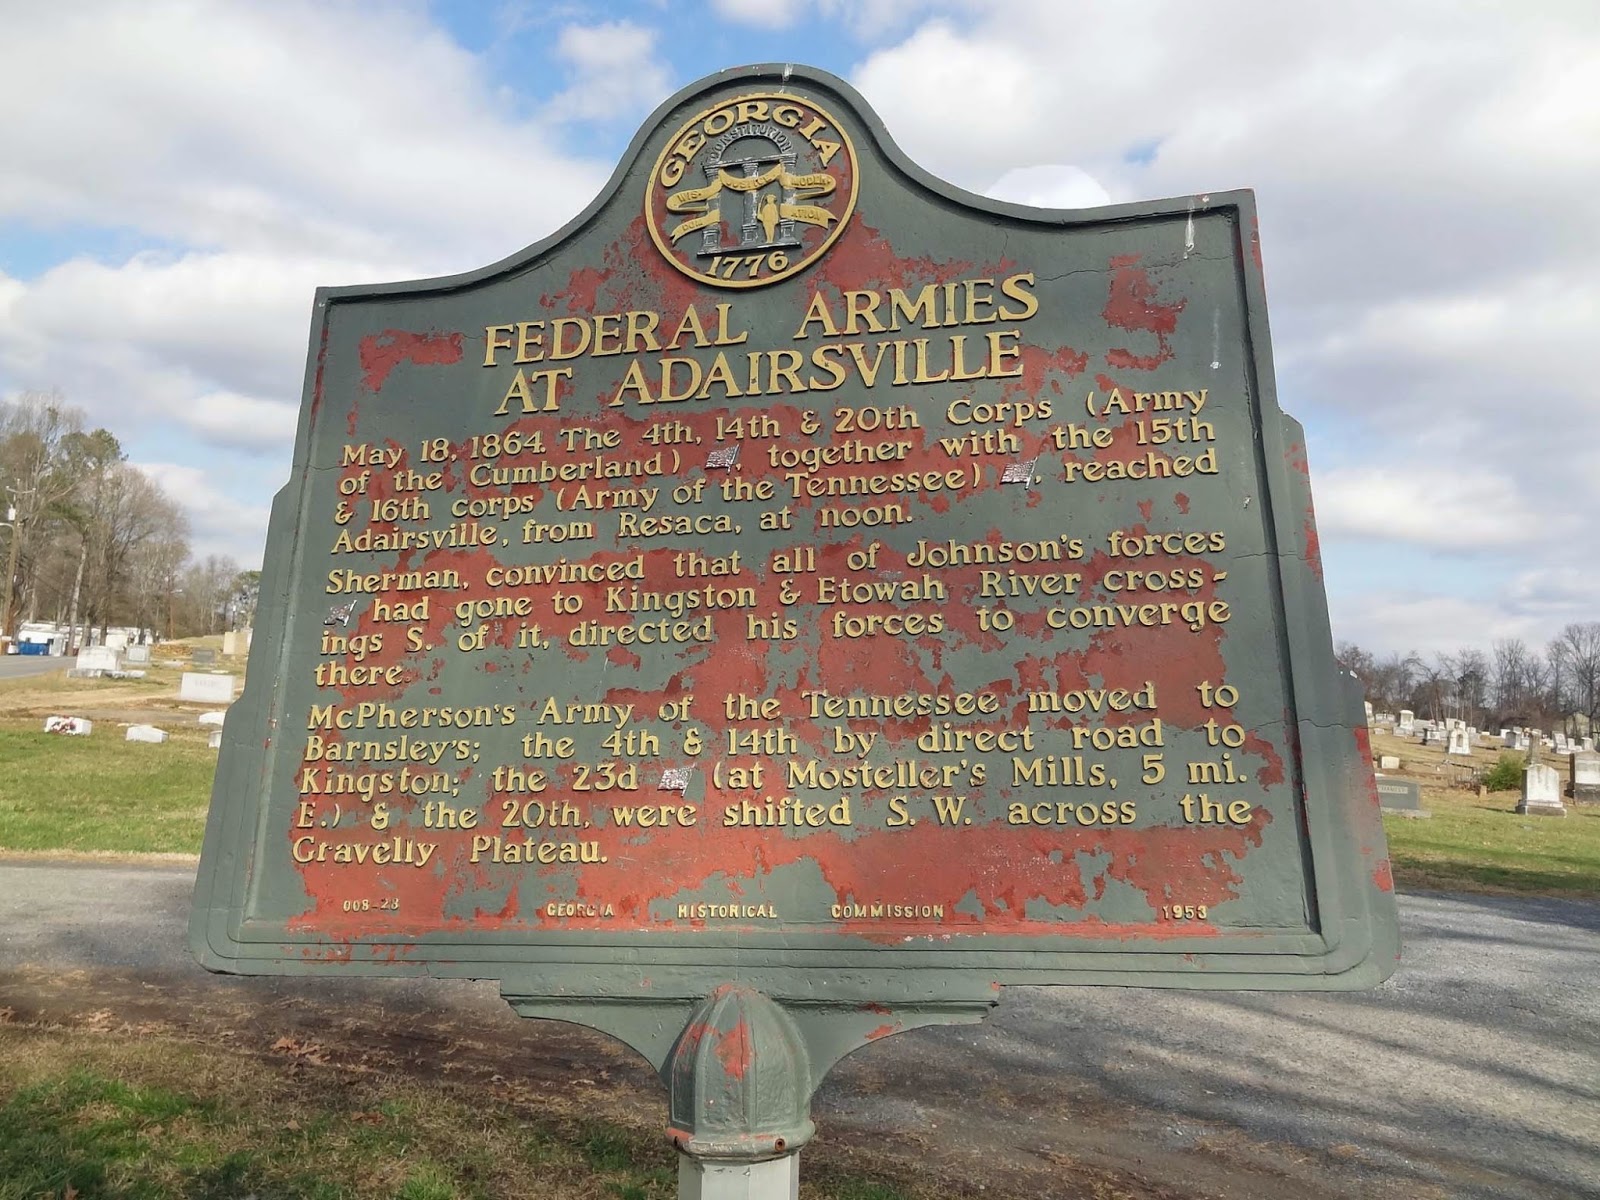 GEORGIA
CONSTITUTION
WIS- JUSTICE MODER-
DOM ATION
1776
FEDERAL ARMIES
AT ADAIRSVILLE
May 18, 1864. The 4th, 14th & 20th Corps (Army
of the Cumberland) , together with the 15th
& 16th corps (Army of the Tennessee) , reached
Adairsville, from Resaca, at noon.
Sherman, convinced that all of Johnson's forces
had gone to Kingston & Etowah River cross-
ings S. of it, directed his forces to converge
there.
McPherson's Army of the Tennessee moved to
Barnsley's; the 4th & 14th by direct road to
Kingston; the 23d (at Mosteller's Mills, 5 mi.
E.) & the 20th, were shifted S. W. across the
Gravelly Plateau.
008-28 GEORGIA HISTORICAL COMMISSION 1953